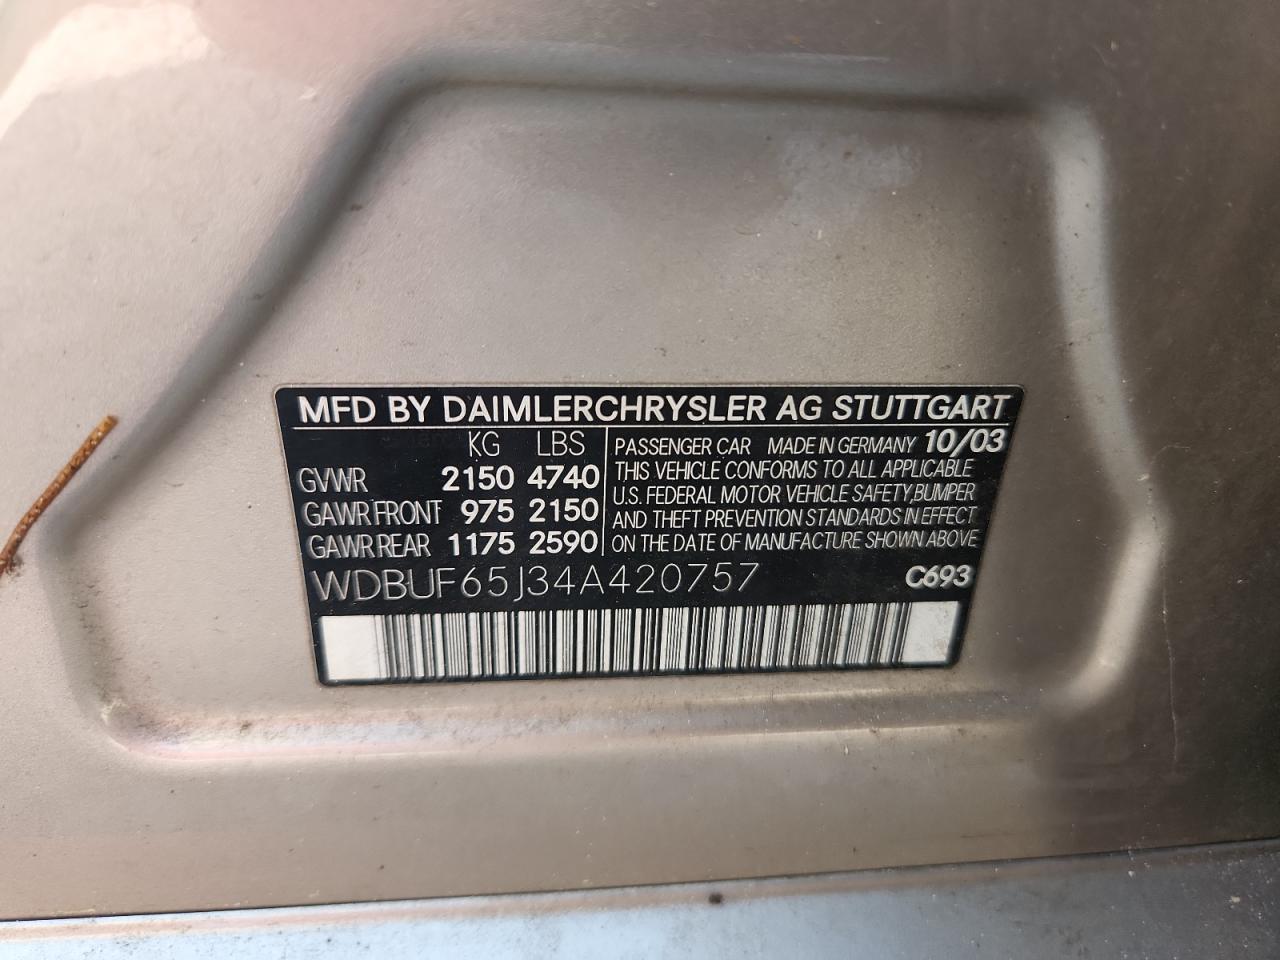 MFD BY DAIMLERCHRYSLER AG STUTTGART
KG LBS
GVWR 2150 4740
GAWR FRONT 975 2150
GAWR REAR 1175 2590
PASSENGER CAR MADE IN GERMANY 10/03
THIS VEHICLE CONFORMS TO ALL APPLICABLE
U.S. FEDERAL MOTOR VEHICLE SAFETY,BUMPER
AND THEFT PREVENTION STANDARDS IN EFFECT
ON THE DATE OF MANUFACTURE SHOWN ABOVE
WDBUF65J34A420757 C693